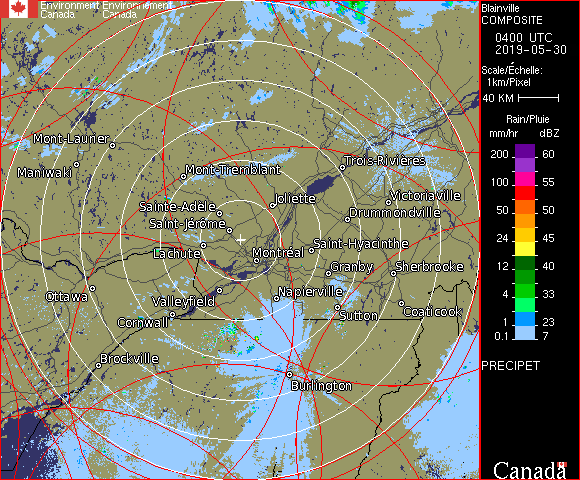 Environment Environnement
Canada Canada
Blainville
COMPOSITE
0400 UTC
2019-05-30
Scale/Échelle:
1km/Pixel
40 KM
Rain/Pluie
mm/hr dBZ
200 60
100 55
50 50
24 45
12 40
4 33
1 23
0.1 7
PRECIPET
Mont-Laurier
Maniwaki
Mont-Tremblant
Trois-Rivières
Joliette
Victoriaville
Sainte-Adèle
Drummondville
Saint-Jérôme
Saint-Hyacinthe
Lachute
Montréal
Granby
Sherbrooke
Ottawa
Valleyfield
Napierville
Cornwall
Sutton
Coaticook
Brockville
Burlington
Canada